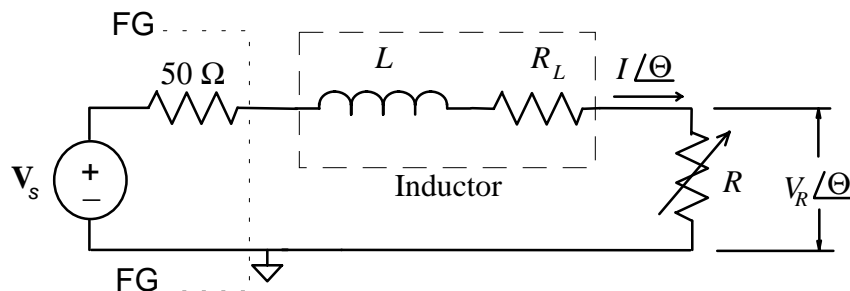 FG
50 Ω
L
R_L
I/Θ
V_s
+
−
Inductor
R
V_R/Θ
FG